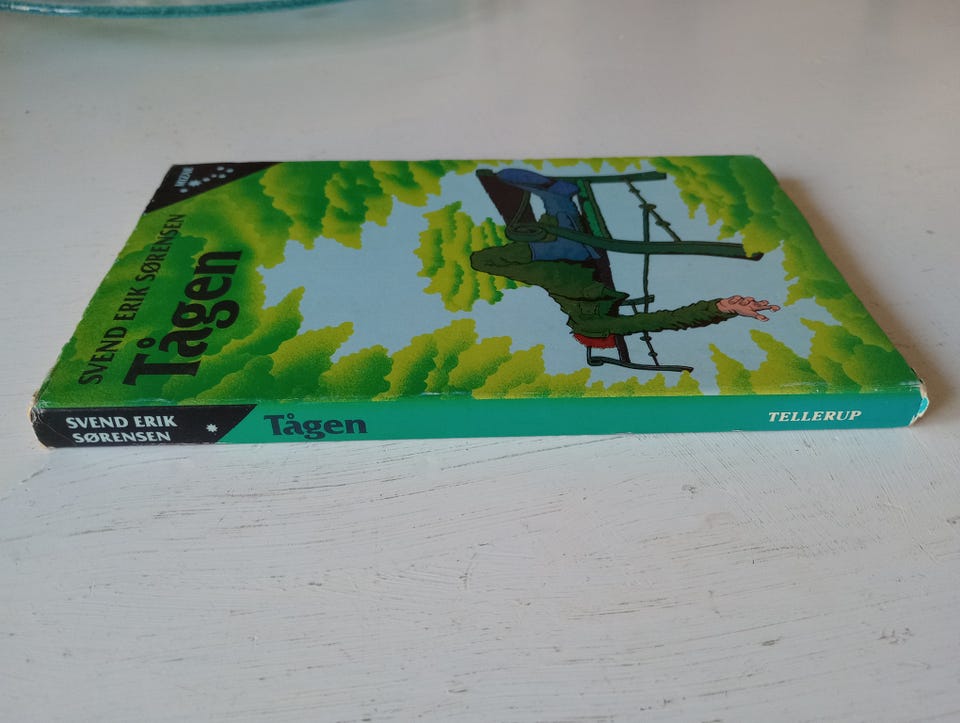 SVEND ERIK SØRENSEN
Tågen
SVEND ERIK
SØRENSEN
Tågen
TELLERUP